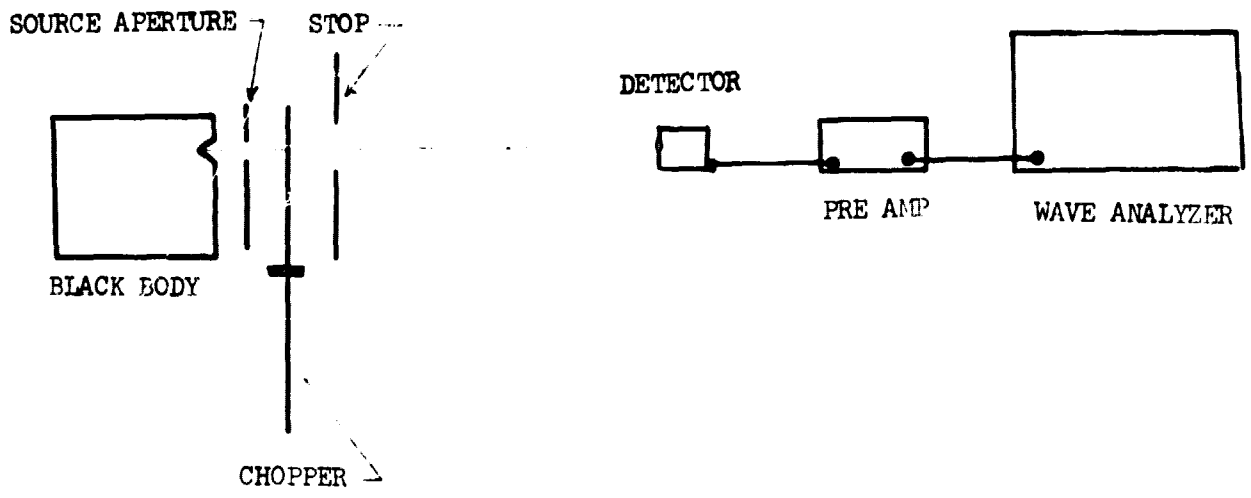 SOURCE APERTURE
STOP
DETECTOR
BLACK BODY
PRE AMP
WAVE ANALYZER
CHOPPER